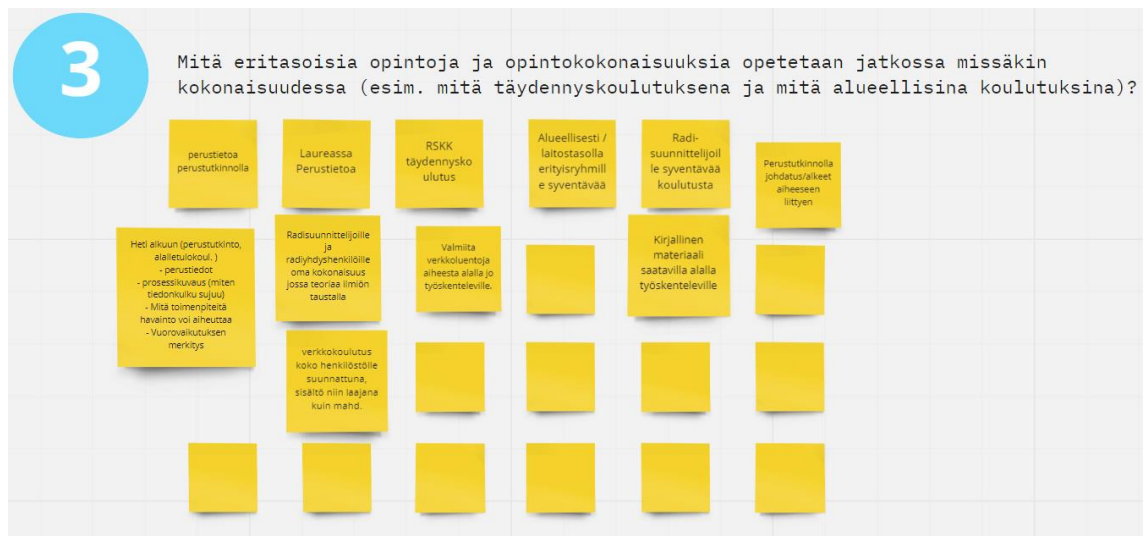 3
Mitä eritasoisia opintoja ja opintokokonaisuuksia opetetaan jatkossa missäkin
kokonaisuudessa (esim. mitä täydennyskoulutuksena ja mitä alueellisina koulutuksina)?
perustietoa
perustutkinnolla
Laureassa
Perustietoa
RSKK
täydennysko
ulutus
Alueellisesti /
laitostasolla
erityisryhmill
e syventävää
Radi-
suunnittelijoil
le syventävää
koulutusta
Perustutkinnolla
johdatus/alkeet
aiheeseen
liittyen
Heti alkuun (perustutkinto,
alalletulokoul. )
- perustiedot
- prosessikuvaus (miten
tiedonkulku sujuu)
- Mitä toimenpiteitä
havainto voi aiheuttaa
- Vuorovaikutuksen
merkitys
Radisuunnittelijoille
ja
radiyhdyshenkilöille
oma kokonaisuus
jossa teoriaa ilmiön
taustalla
Valmiita
verkkoluentoja
aiheesta alalla jo
työskenteleville.
Kirjallinen
materiaali
saatavilla alalla
työskenteleville
verkkokoulutus
koko henkilöstölle
suunnattuna,
sisältö niin laajana
kuin mahd.